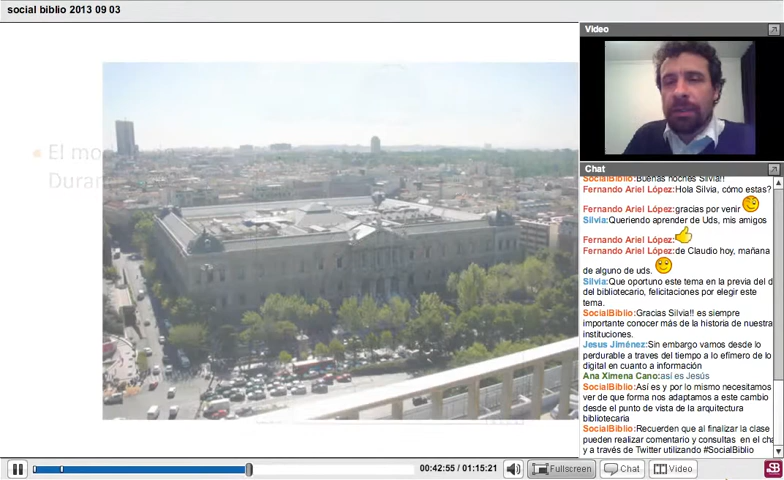 social biblio 2013 09 03
Video
El mo
Duran
Chat
SocialBiblio:Buenas noches Silvia!!
Fernando Ariel López:Hola Silvia, cómo estas?
Fernando Ariel López:gracias por venir
Silvia:Queriendo aprender de Uds, mis amigos
Fernando Ariel López:
Fernando Ariel López:de Claudio hoy, mañana
de alguno de uds.
Silvia:Que oportuno este tema en la previa del d
del bibliotecario, felicitaciones por elegir este
tema.
SocialBiblio:Gracias Silvia!! es siempre
importante conocer más de la historia de nuestra
instituciones.
Jesus Jiménez:Sin embargo vamos desde lo
perdurable a traves del tiempo a lo efímero de lo
digital en cuanto a información
Ana Ximena Cano:así es Jesús
SocialBiblio:Así es y por lo mismo necesitamos
ver de que forma nos adaptamos a este cambio
desde el punto de vista de la arquitectura
bibliotecaria
SocialBiblio:Recuerden que al finalizar la clase
pueden realizar comentario y consultas en el cha
y a través de Twitter utilizando #SocialBiblio
00:42:55 / 01:15:21
Fullscreen
Chat
Video
SB